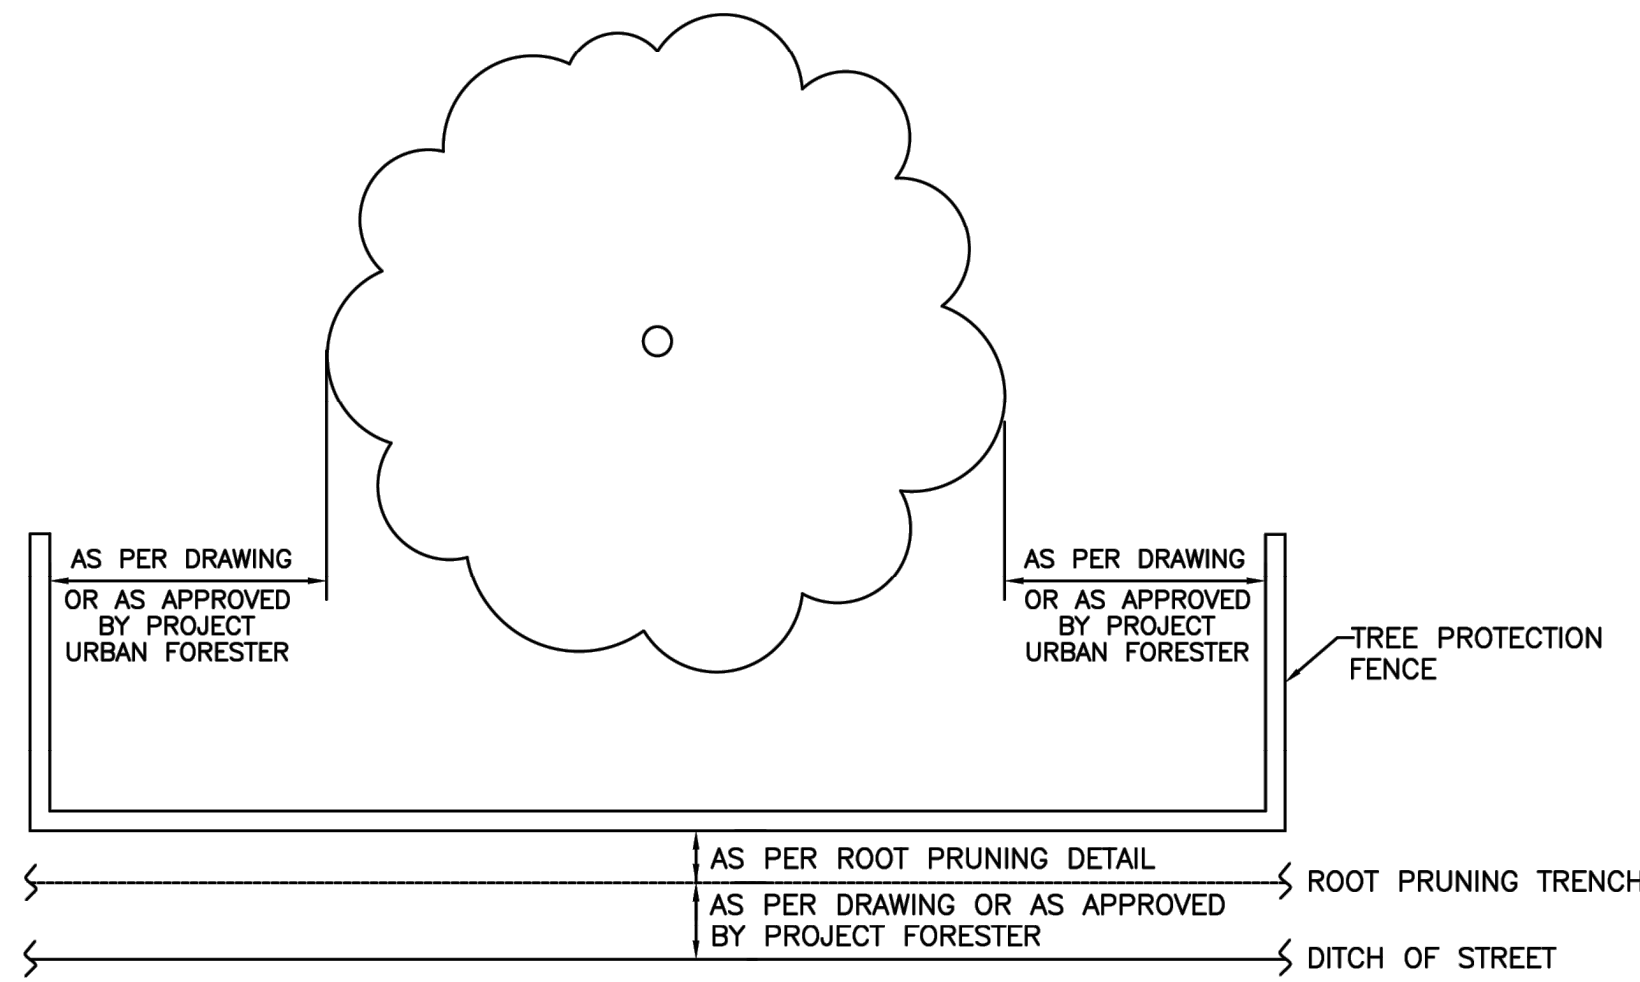 AS PER DRAWING
OR AS APPROVED
BY PROJECT
URBAN FORESTER
AS PER DRAWING
OR AS APPROVED
BY PROJECT
URBAN FORESTER
TREE PROTECTION
FENCE
AS PER ROOT PRUNING DETAIL
ROOT PRUNING TRENCH
AS PER DRAWING OR AS APPROVED
BY PROJECT FORESTER
DITCH OF STREET